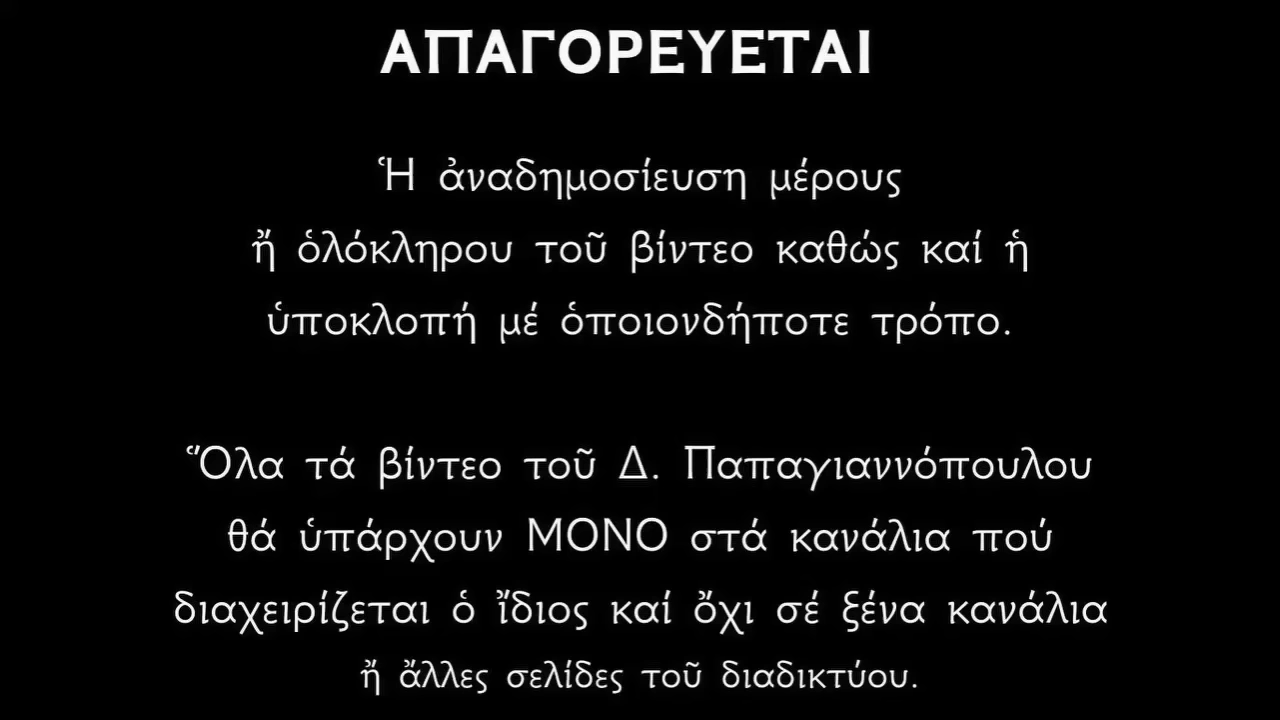 ΑΠΑΓΟΡΕΥΕΤΑΙ
Ἡ ἀναδημοσίευση μέρους
ἤ ὁλόκληρου τοῦ βίντεο καθώς καί ἡ
ὑποκλοπή μέ ὁποιονδήποτε τρόπο.
Ὅλα τά βίντεο τοῦ Δ. Παπαγιαννόπουλου
θά ὑπάρχουν ΜΟΝΟ στά κανάλια πού
διαχειρίζεται ὁ ἴδιος καί ὄχι σέ ξένα κανάλια
ἤ ἄλλες σελίδες τοῦ διαδικτύου.